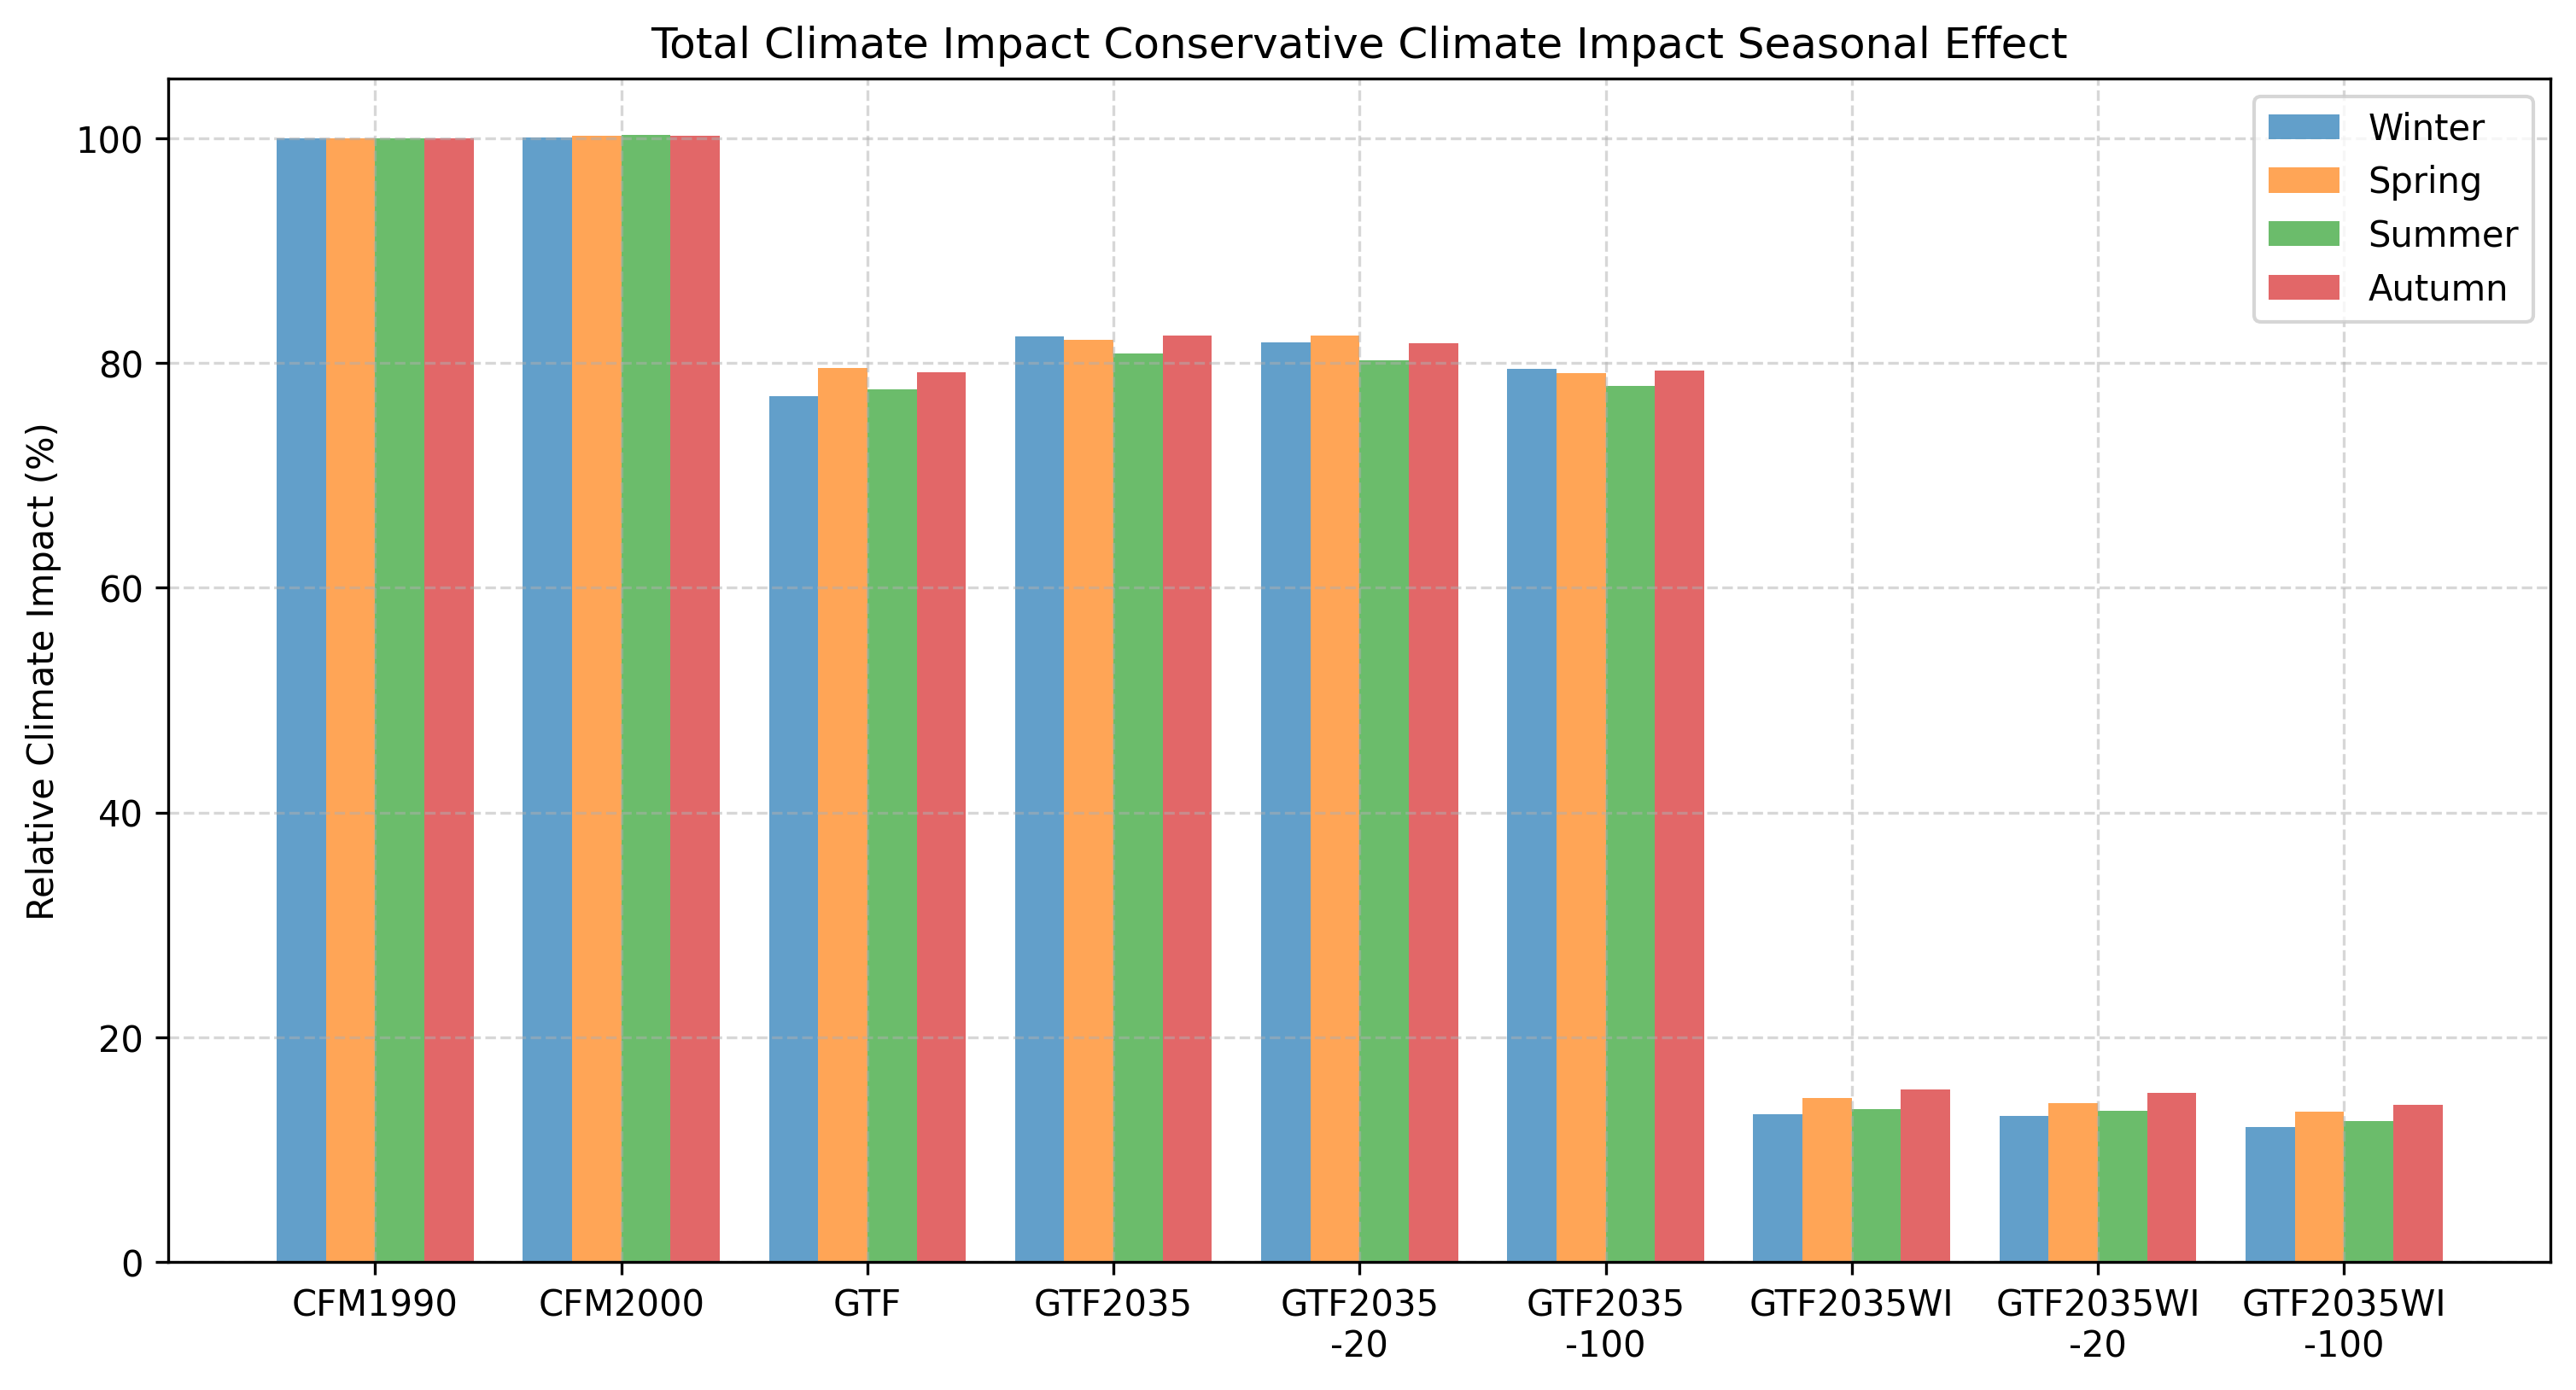 Total Climate Impact Conservative Climate Impact Seasonal Effect
Relative Climate Impact (%)
100
80
60
40
20
0
Winter
Spring
Summer
Autumn
CFM1990
CFM2000
GTF
GTF2035
GTF2035
-20
GTF2035
-100
GTF2035WI
GTF2035WI
-20
GTF2035WI
-100